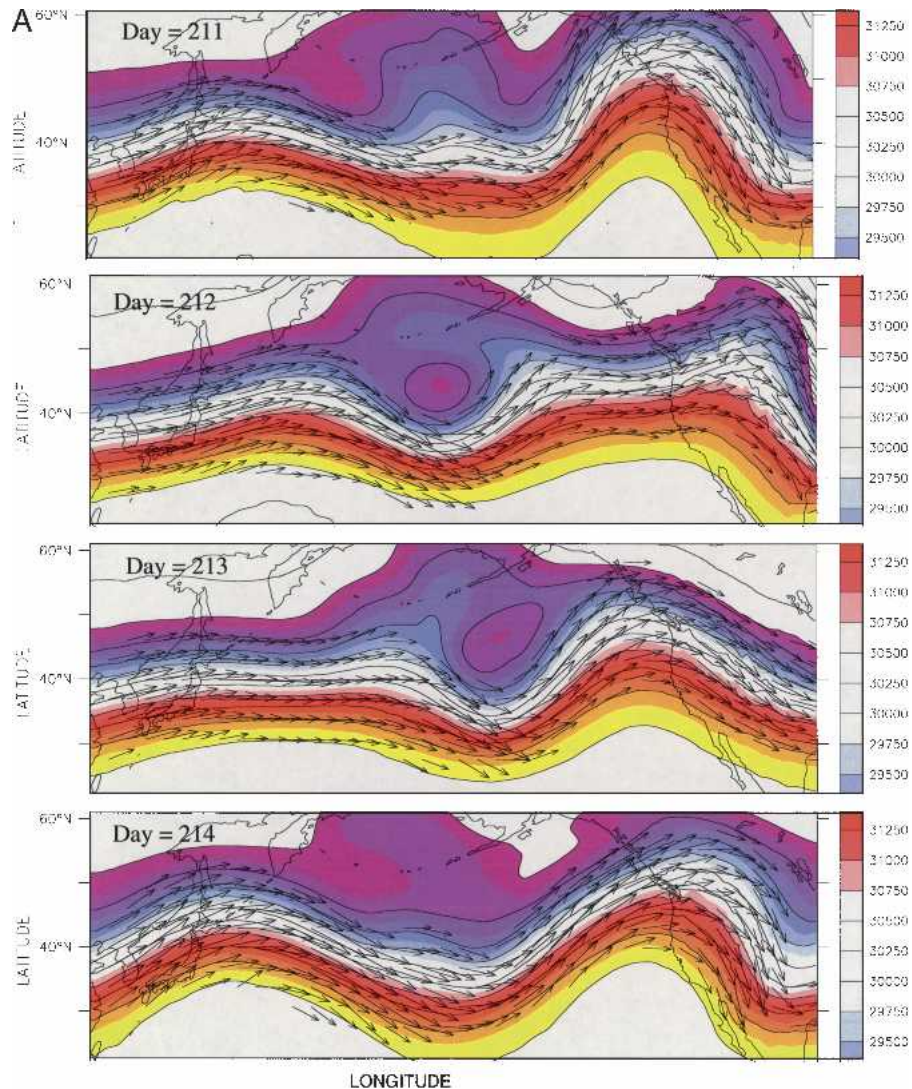 A
60°N
Day = 211
40°N
ATITUDE
31250
31000
30750
30500
30250
30000
29750
29500
60°N
Day = 212
40°N
LATITUDE
31250
31000
30750
30500
30250
30000
29750
29500
60°N
Day = 213
40°N
LATITUDE
31250
31000
30750
30500
30250
30000
29750
29500
60°N
Day = 214
40°N
LATITUDE
31250
31000
30750
30500
30250
30000
29750
29500
LONGITUDE